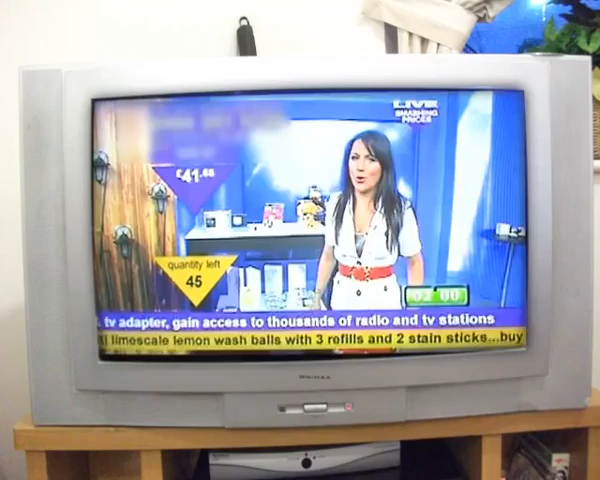 LIVE
SMASHING
PRICES
£41.68
quantity left
45
tv adapter, gain access to thousands of radio and tv stations
limescale lemon wash balls with 3 refills and 2 stain sticks...buy